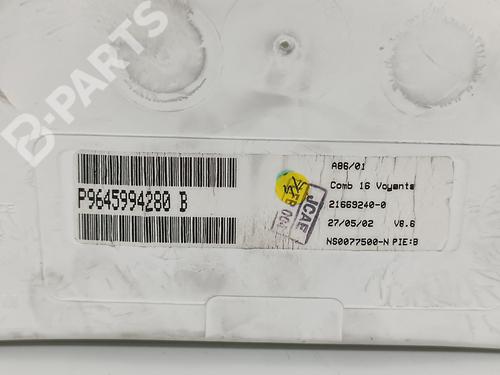 B-PARTS
P9645994280 B
A86/01
Comb 16 Voyants
21669240-0
27/05/02 V8.6
NS0077500-N PIE:B
JCAE